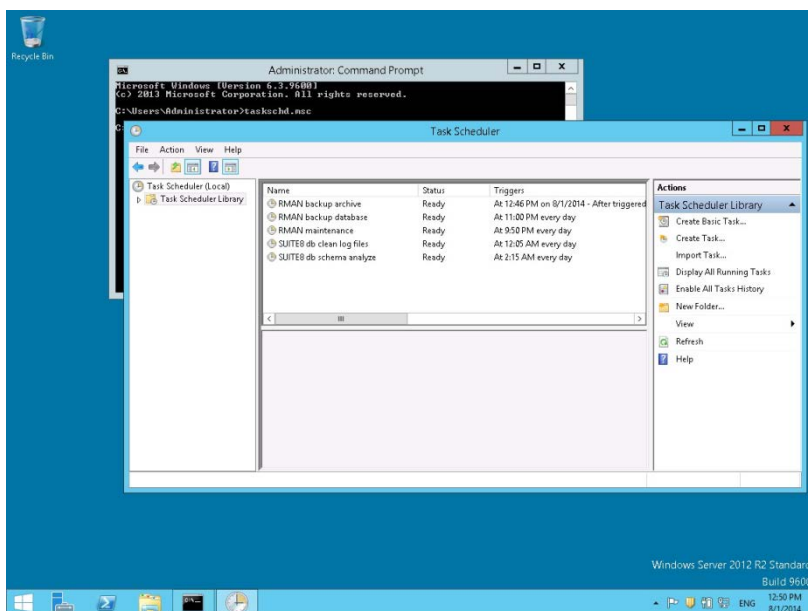 Recycle Bin
Administrator: Command Prompt
Microsoft Windows [Version 6.3.9600]
(c) 2013 Microsoft Corporation. All rights reserved.
C:\Users\Administrator>taskschd.msc
C:
Task Scheduler
File Action View Help
Task Scheduler (Local)
Task Scheduler Library
Name Status Triggers
RMAN backup archive Ready At 12:46 PM on 8/1/2014 - After triggered
RMAN backup database Ready At 11:00 PM every day
RMAN maintenance Ready At 9:50 PM every day
SUITE8 db clean log files Ready At 12:05 AM every day
SUITE8 db schema analyze Ready At 2:15 AM every day
Actions
Task Scheduler Library
Create Basic Task...
Create Task...
Import Task...
Display All Running Tasks
Enable All Tasks History
New Folder...
View
Refresh
Help
Windows Server 2012 R2 Standard
Build 9600
ENG
12:50 PM
8/1/2014